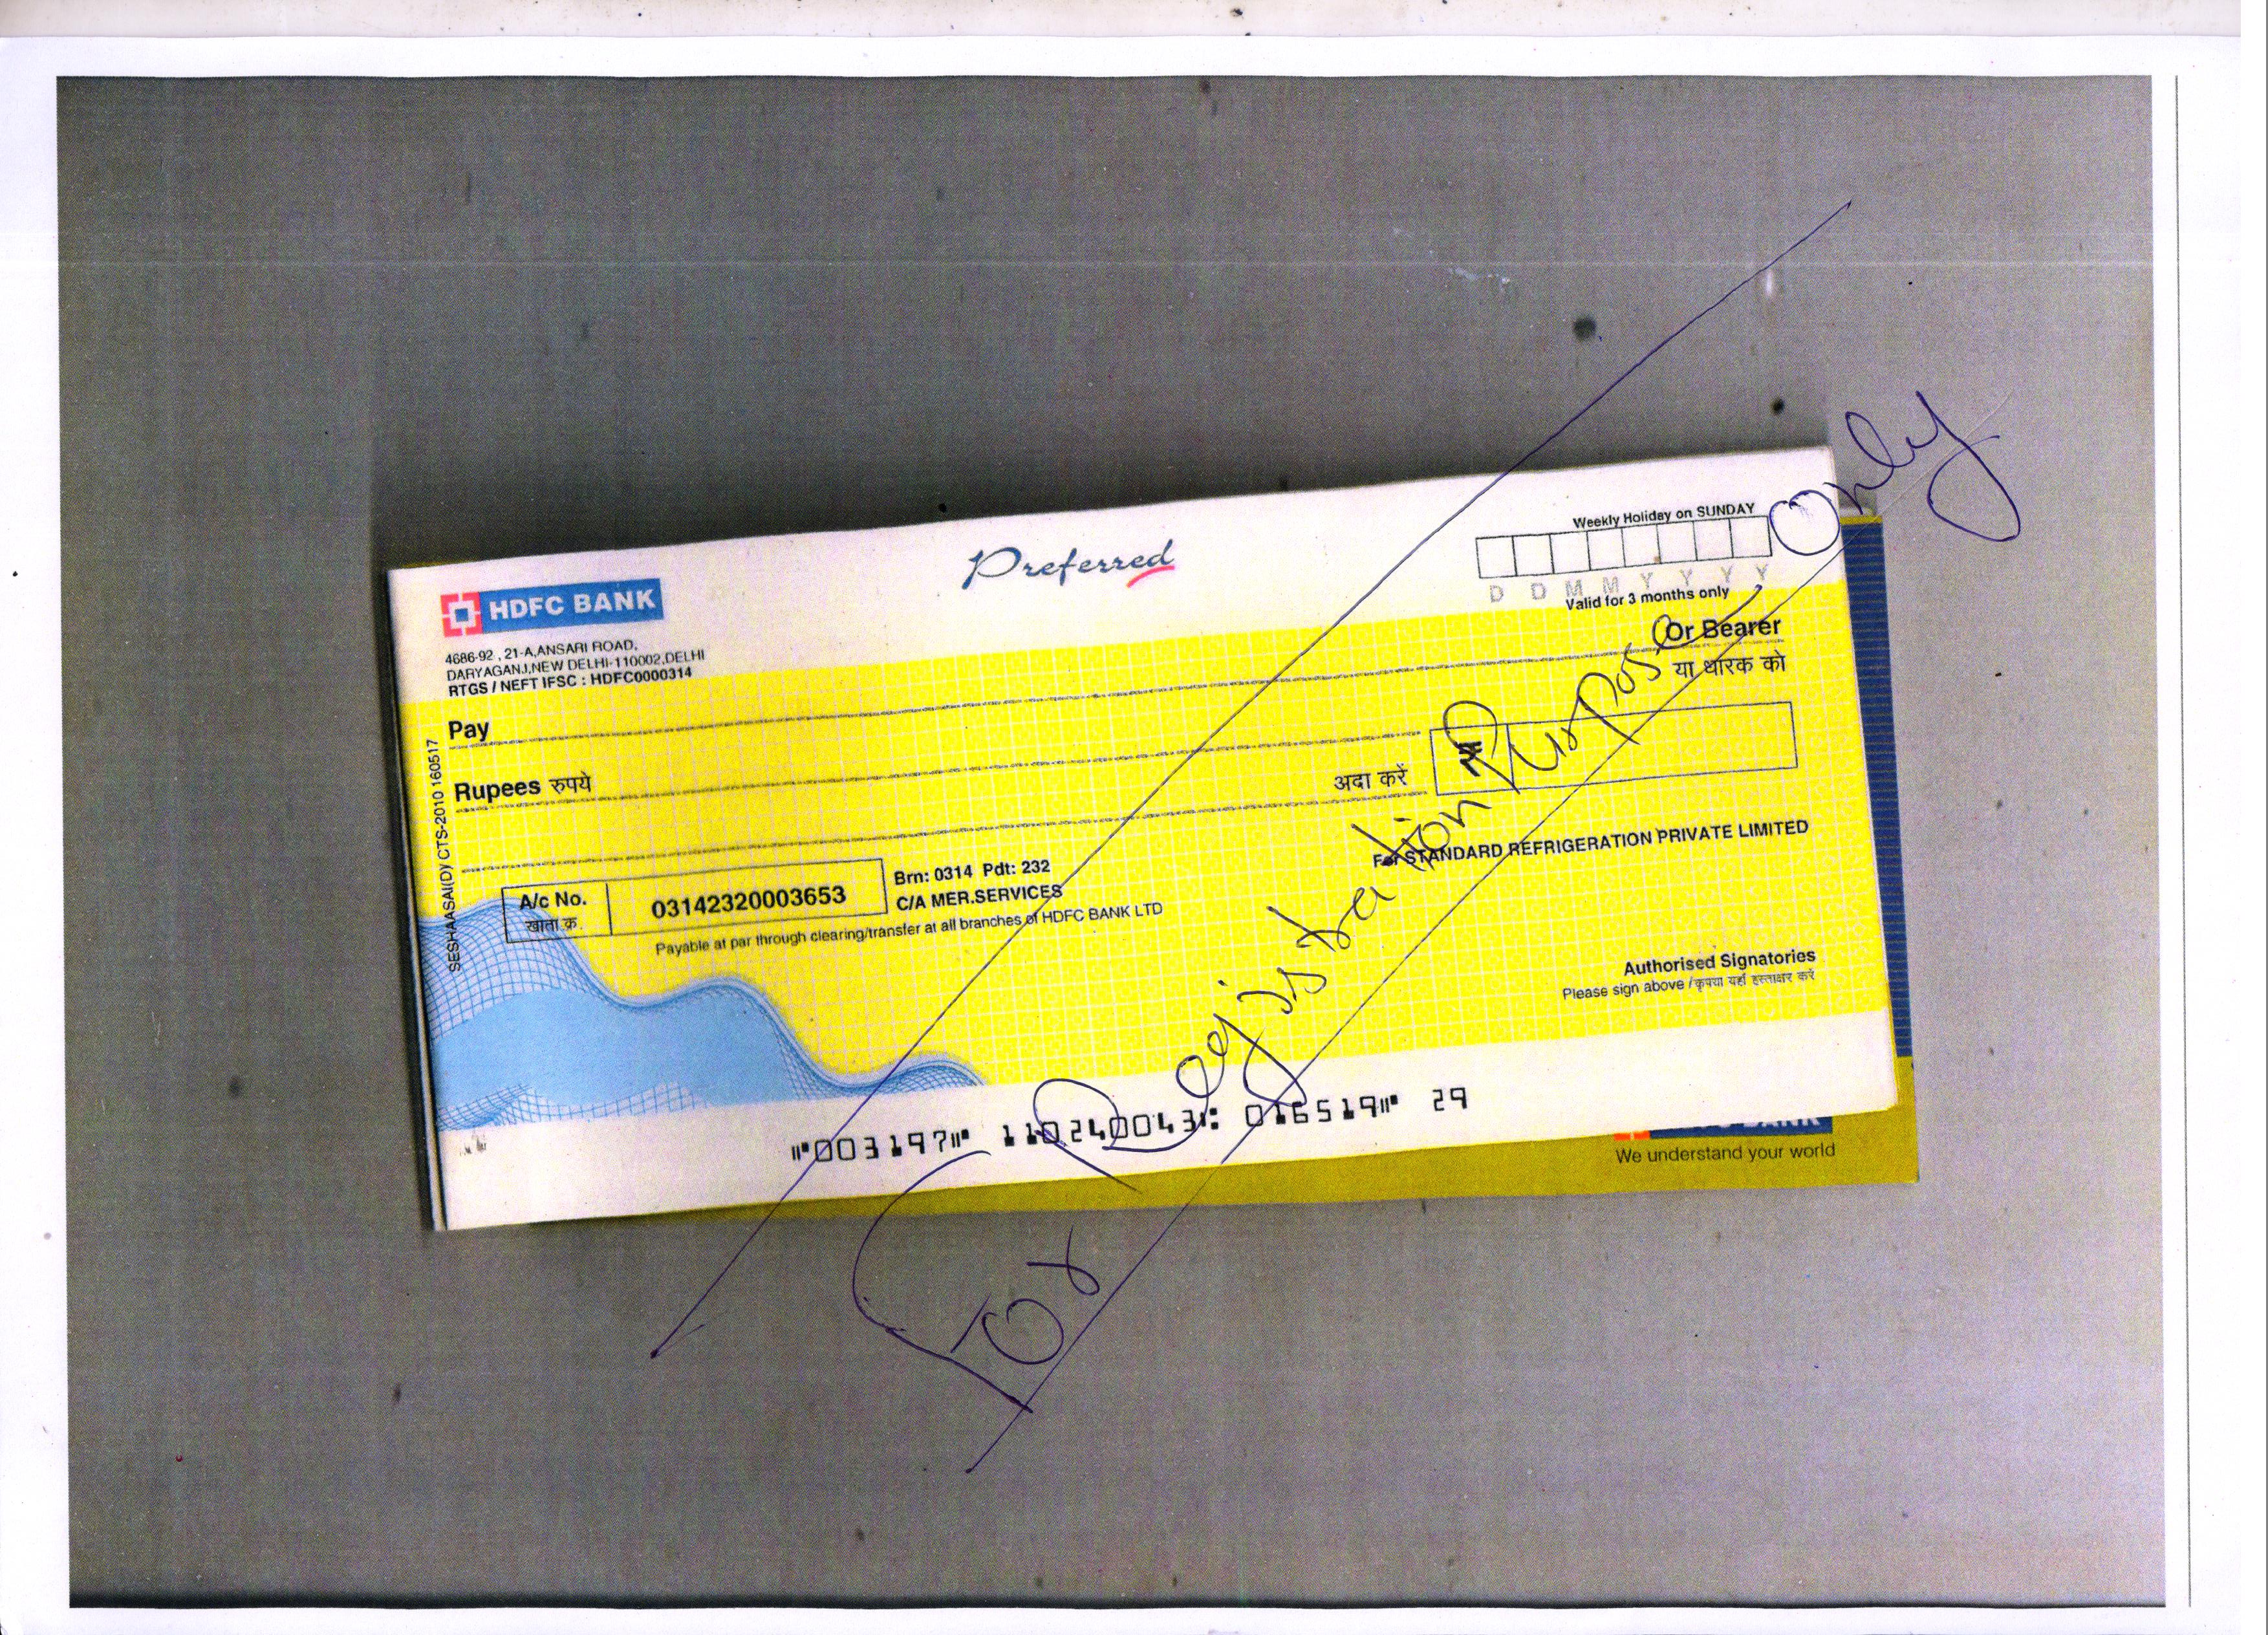 Preferred
Weekly Holiday on SUNDAY
D D M M Y Y Y Y
Valid for 3 months only
HDFC BANK
4686-92 , 21-A,ANSARI ROAD,
DARYAGANJ,NEW DELHI-110002,DELHI
RTGS / NEFT IFSC : HDFC0000314
Pay
Or Bearer
या धारक को
Rupees रुपये
अदा करें ₹
A/c No. 03142320003653
खाता क्र.
Brn: 0314 Pdt: 232
C/A MER.SERVICES
Payable at par through clearing/transfer at all branches of HDFC BANK LTD
For STANDARD REFRIGERATION PRIVATE LIMITED
Authorised Signatories
Please sign above / कृपया यहाँ हस्ताक्षर करें
SESHAASAI(D)/ CTS-2010 160517
⑈003197⑈ 110240043⑆ 016519⑈ 29
BANK
We understand your world
For Registration Purpose Only